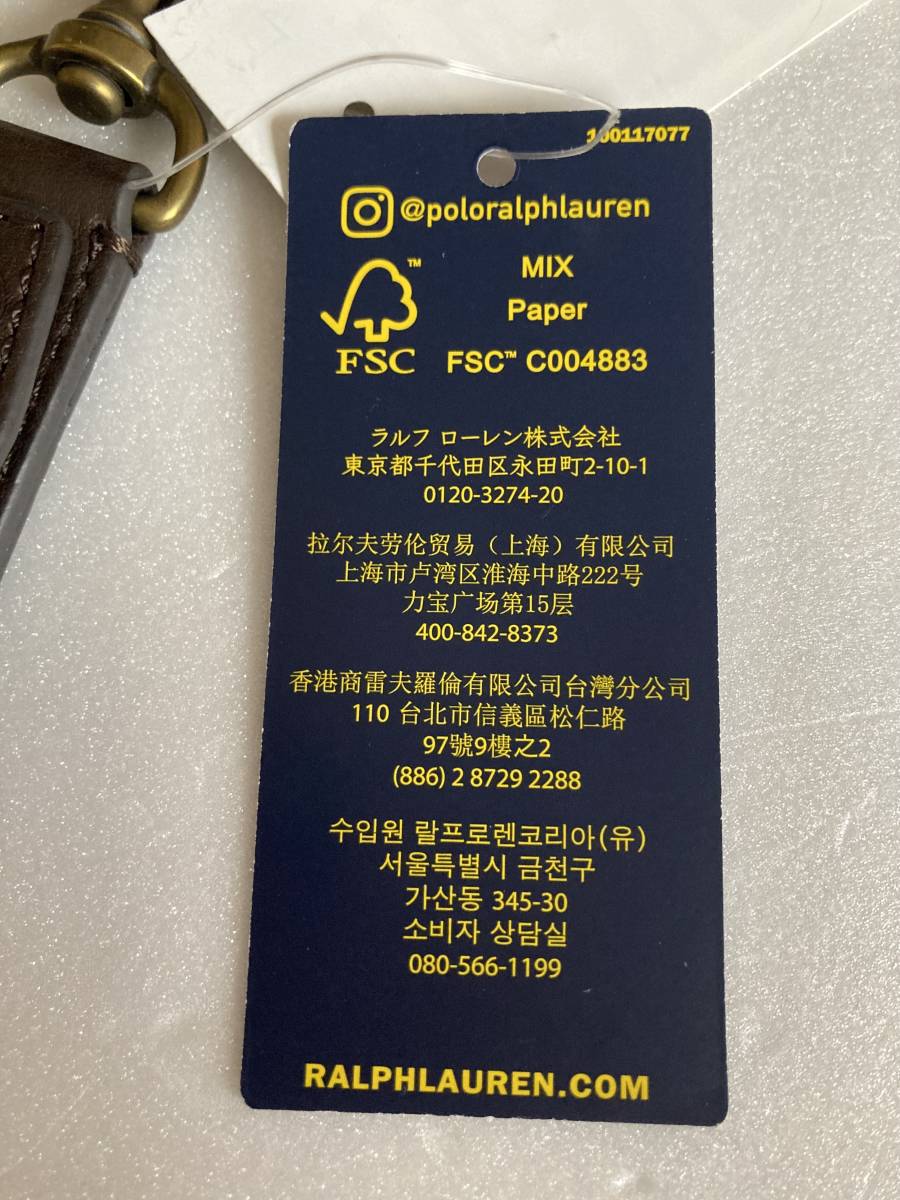 100117077
@poloralphlauren
MIX
Paper
FSC™ C004883
™
FSC
ラルフ ローレン株式会社
東京都千代田区永田町2-10-1
0120-3274-20
拉尔夫劳伦贸易（上海）有限公司
上海市卢湾区淮海中路222号
力宝广场第15层
400-842-8373
香港商雷夫羅倫有限公司台灣分公司
110 台北市信義區松仁路
97號9樓之2
(886) 2 8729 2288
수입원 랄프로렌코리아(유)
서울특별시 금천구
가산동 345-30
소비자 상담실
080-566-1199
RALPHLAUREN.COM